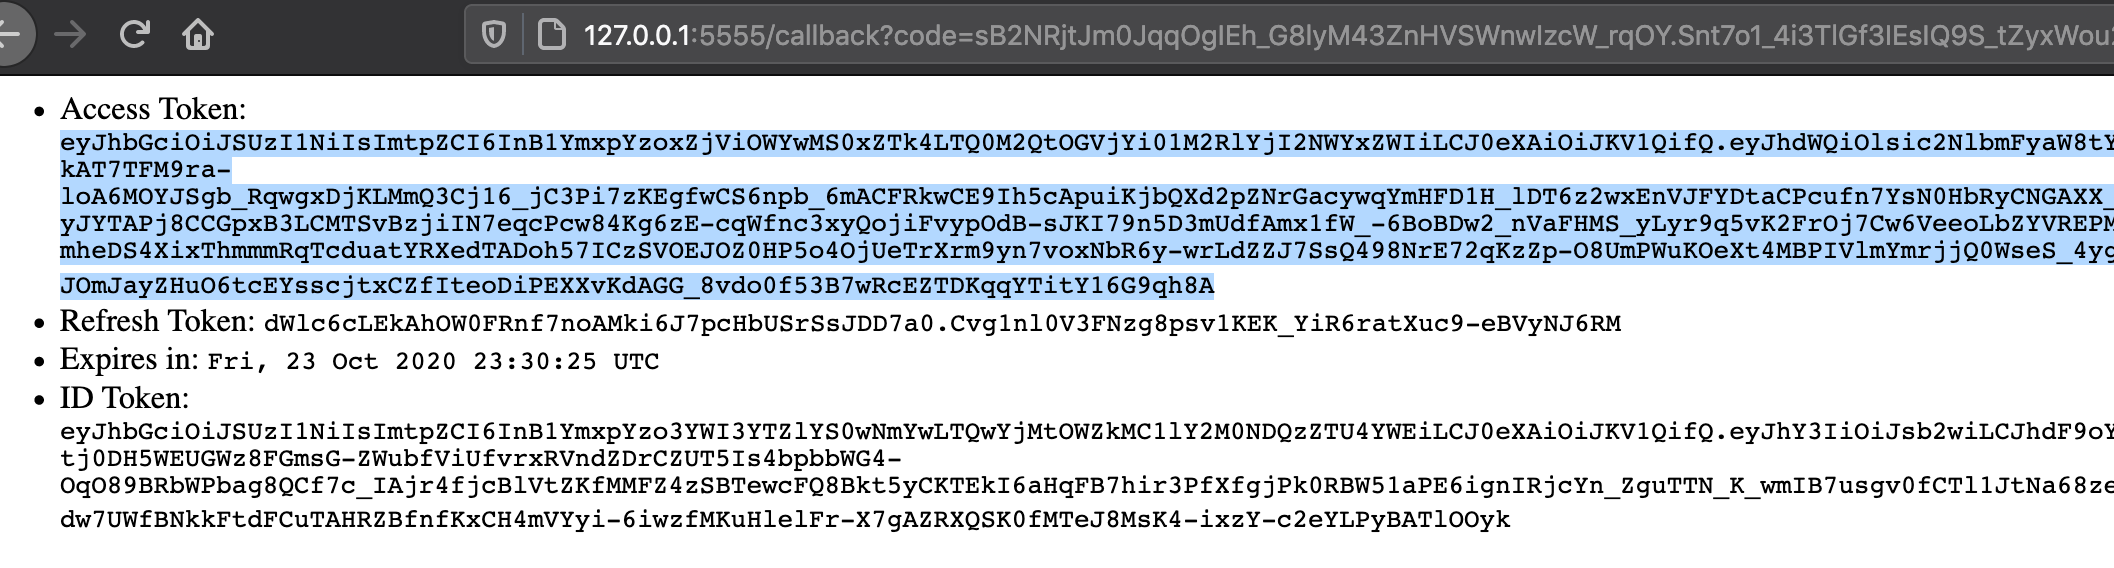 127.0.0.1:5555/callback?code=sB2NRjtJm0JqqOgIEh_G8lyM43ZnHVSWnwIzcW_rqOY.Snt7o1_4i3TlGf3lEsIQ9S_tZyxWou
Access Token:
eyJhbGciOiJSUzI1NiIsImtpZCI6InB1YmxpYzoxZjViOWYwMS0xZTk4LTQ0M2QtOGVjYi01M2RlYjI2NWYxZWIiLCJ0eXAiOiJKV1QifQ.eyJhdWQiOlsic2NlbmFyaW8tY
kAT7TFM9ra-
loA6MOYJSgb_RqwgxDjKLMmQ3Cj16_jC3Pi7zKEgfwCS6npb_6mACFRkwCE9Ih5cApuiKjbQXd2pZNrGacywqYmHFD1H_lDT6z2wxEnVJFYDtaCPcufn7YsN0HbRyCNGAXX_
yJYTAPj8CCGpxB3LCMTSvBzjiIN7eqcPcw84Kg6zE-cqWfnc3xyQojiFvypOdB-sJKI79n5D3mUdfAmx1fW_-6BoBDw2_nVaFHMS_yLyr9q5vK2FrOj7Cw6VeeoLbZYVREPM
mheDS4XixThmmmRqTcduatYRXedTADoh57ICzSVOEJOZ0HP5o4OjUeTrXrm9yn7voxNbR6y-wrLdZZJ7SsQ498NrE72qKzZp-O8UmPWuKOeXt4MBPIVlmYmrjjQ0WseS_4yg
JOmJayZHuO6tcEYsscjtxCZfIteoDiPEXXvKdAGG_8vdo0f53B7wRcEZTDKqqYTitY16G9qh8A
Refresh Token: dWlc6cLEkAhOW0FRnf7noAMki6J7pcHbUSrSsJDD7a0.Cvg1nl0V3FNzg8psv1KEK_YiR6ratXuc9-eBVyNJ6RM
Expires in: Fri, 23 Oct 2020 23:30:25 UTC
ID Token:
eyJhbGciOiJSUzI1NiIsImtpZCI6InB1YmxpYzo3YWI3YTZlYS0wNmYwLTQwYjMtOWZkMC1lY2M0NDQzZTU4YWEiLCJ0eXAiOiJKV1QifQ.eyJhY3IiOiJsb2wiLCJhdF9oY
tj0DH5WEUGWz8FGmsG-ZWubfViUfvrxRVndZDrCZUT5Is4bpbbWG4-
OqO89BRbWPbag8QCf7c_IAjr4fjcBlVtZKfMMFZ4zSBTewcFQ8Bkt5yCKTEkI6aHqFB7hir3PfXfgjPk0RBW51aPE6ignIRjcYn_ZguTTN_K_wmIB7usgv0fCTl1JtNa68ze
dw7UWfBNkkFtdFCuTAHRZBfnfKxCH4mVYyi-6iwzfMKuHlelFr-X7gAZRXQSK0fMTeJ8MsK4-ixzY-c2eYLPyBATlOOyk